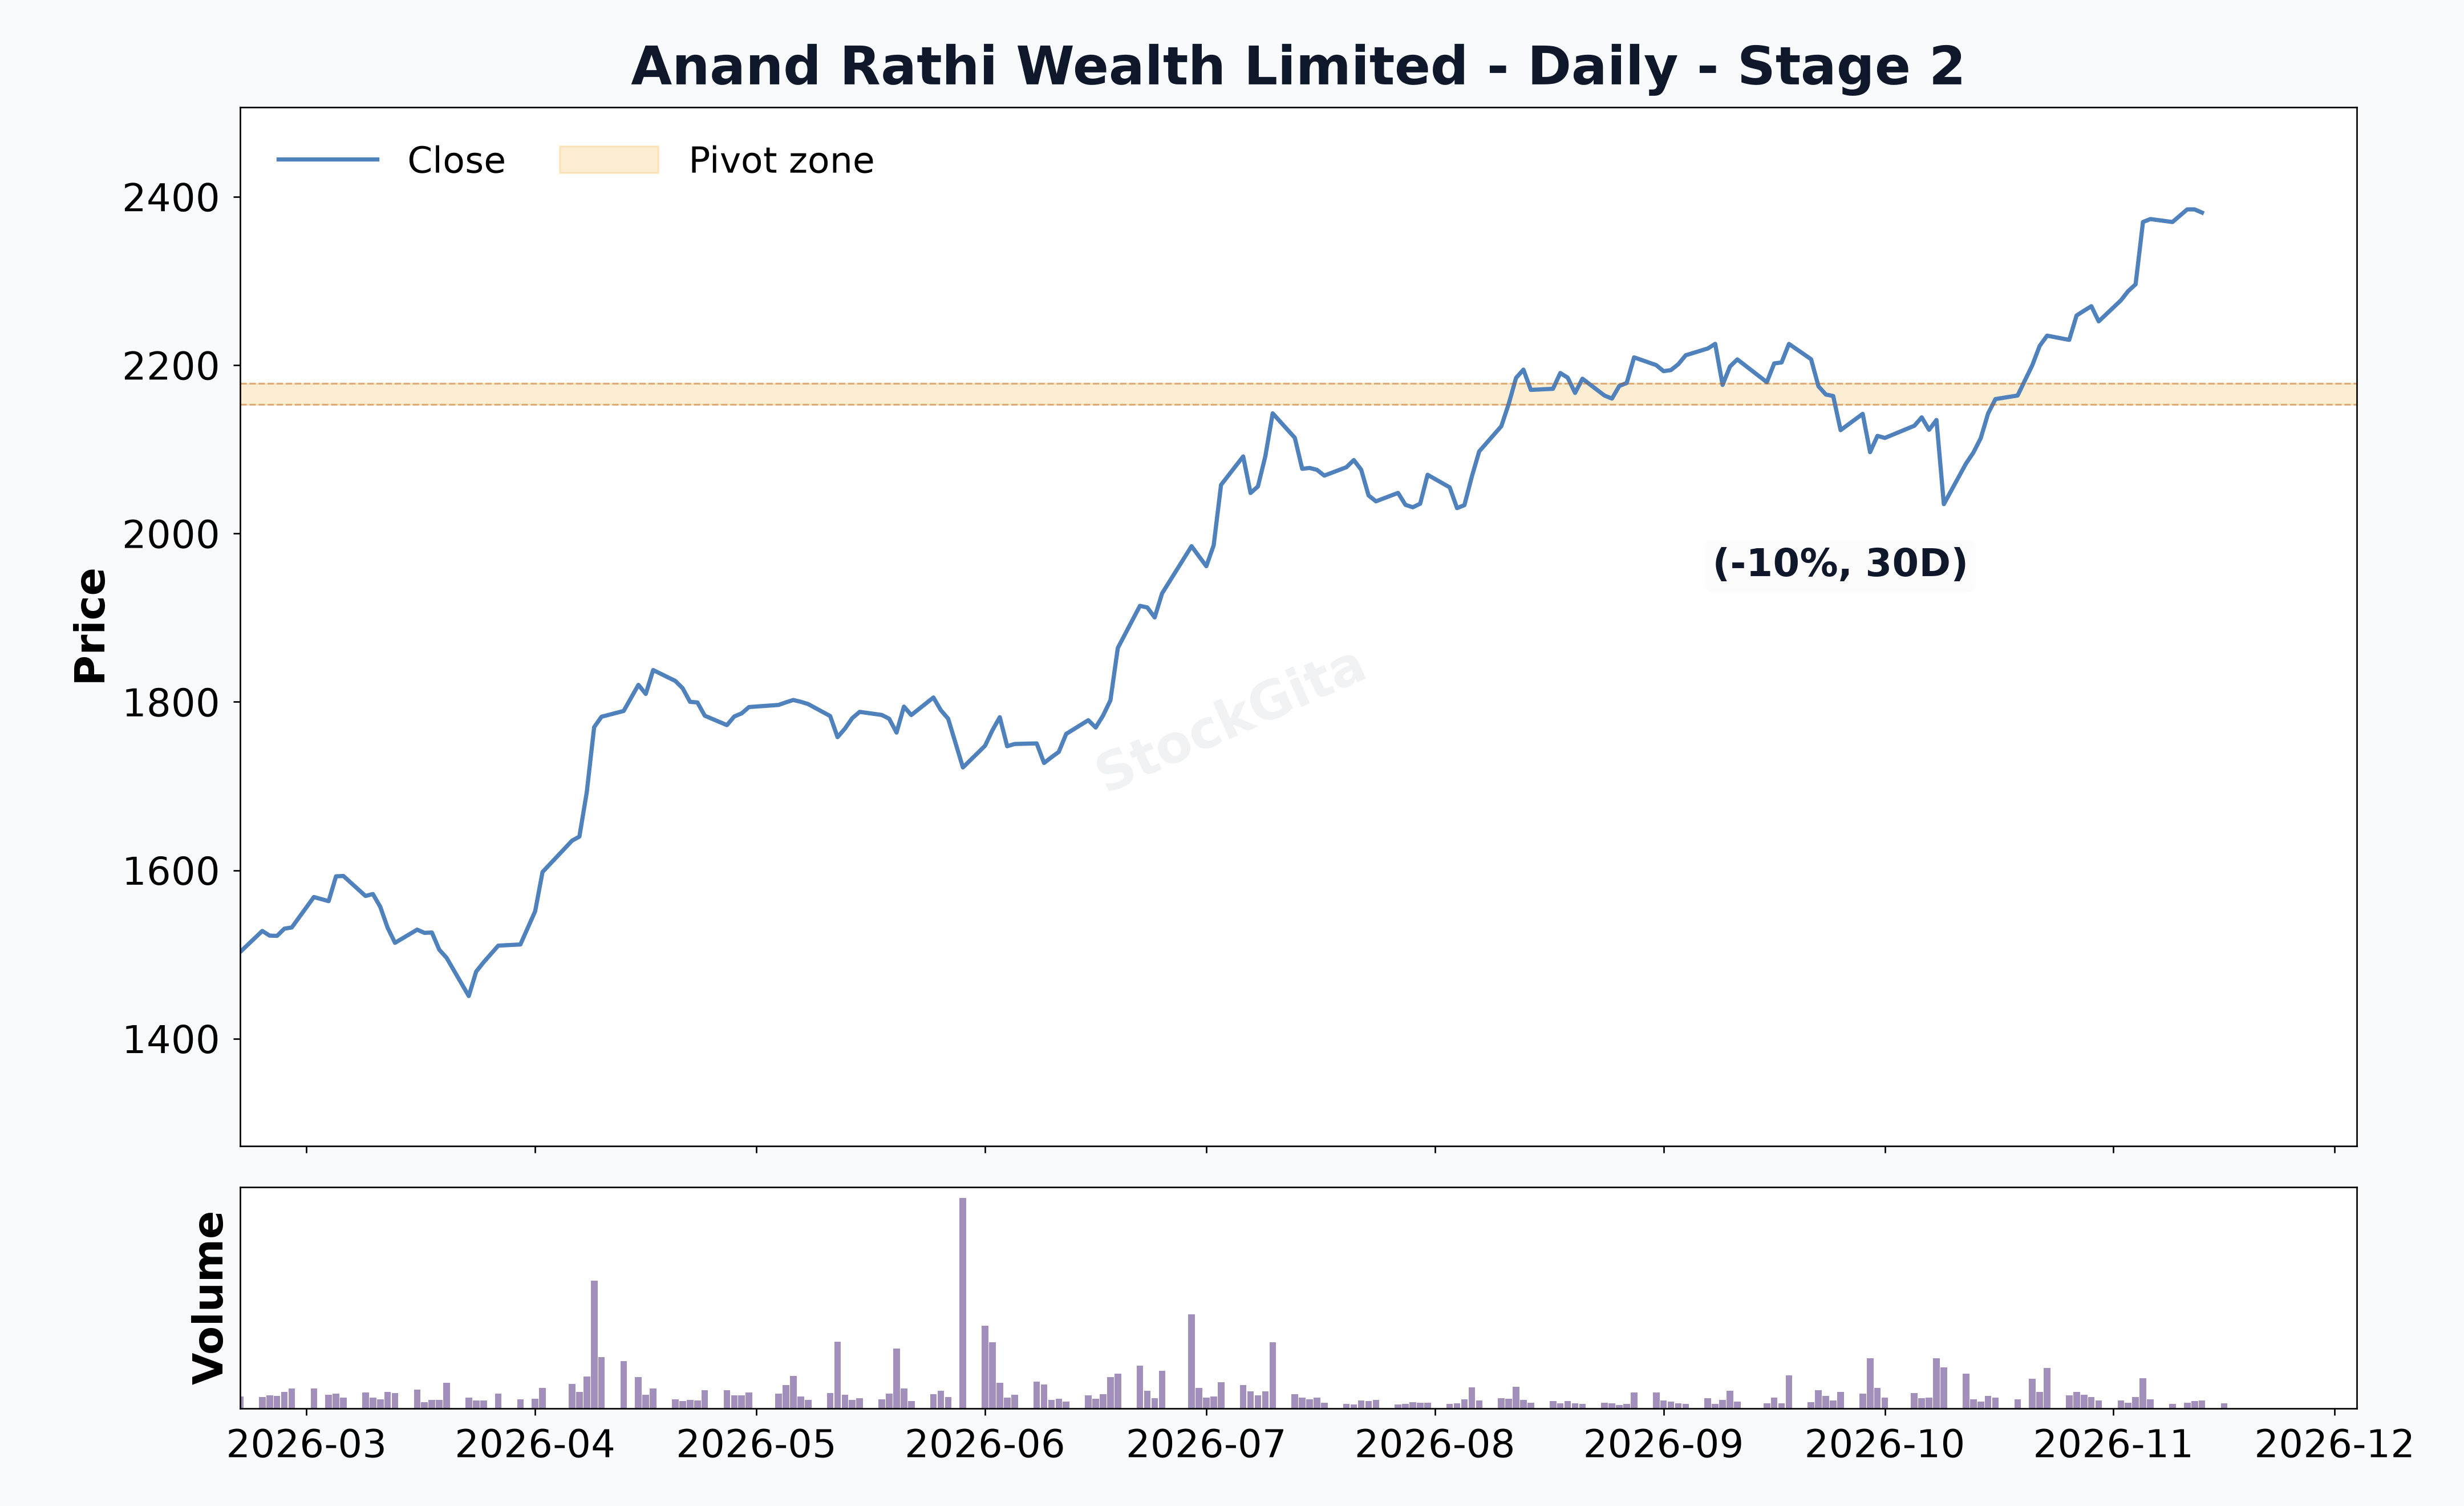 Anand Rathi Wealth Limited - Daily - Stage 2
Close
Pivot zone
2400
2200
2000
1800
1600
1400
Price
(-10%, 30D)
StockGita
Volume
2026-03
2026-04
2026-05
2026-06
2026-07
2026-08
2026-09
2026-10
2026-11
2026-12